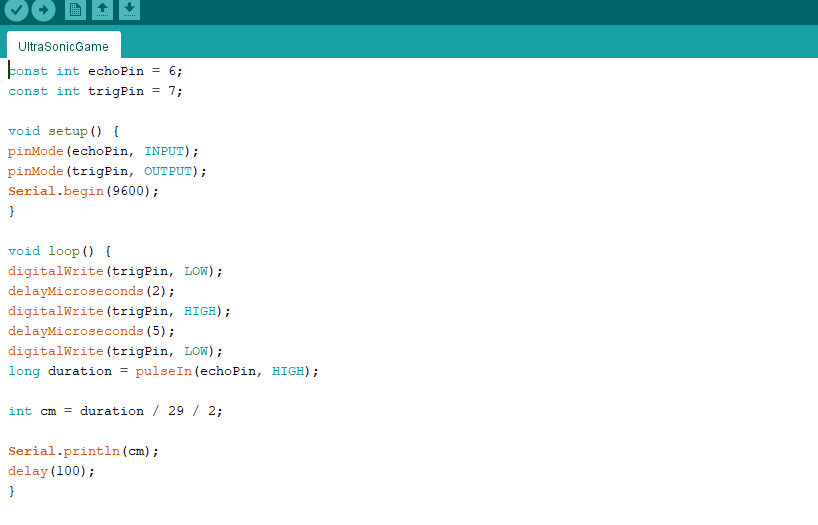 UltraSonicGame
const int echoPin = 6;
const int trigPin = 7;
void setup() {
pinMode(echoPin, INPUT);
pinMode(trigPin, OUTPUT);
Serial.begin(9600);
}
void loop() {
digitalWrite(trigPin, LOW);
delayMicroseconds(2);
digitalWrite(trigPin, HIGH);
delayMicroseconds(5);
digitalWrite(trigPin, LOW);
long duration = pulseIn(echoPin, HIGH);
int cm = duration / 29 / 2;
Serial.println(cm);
delay(100);
}